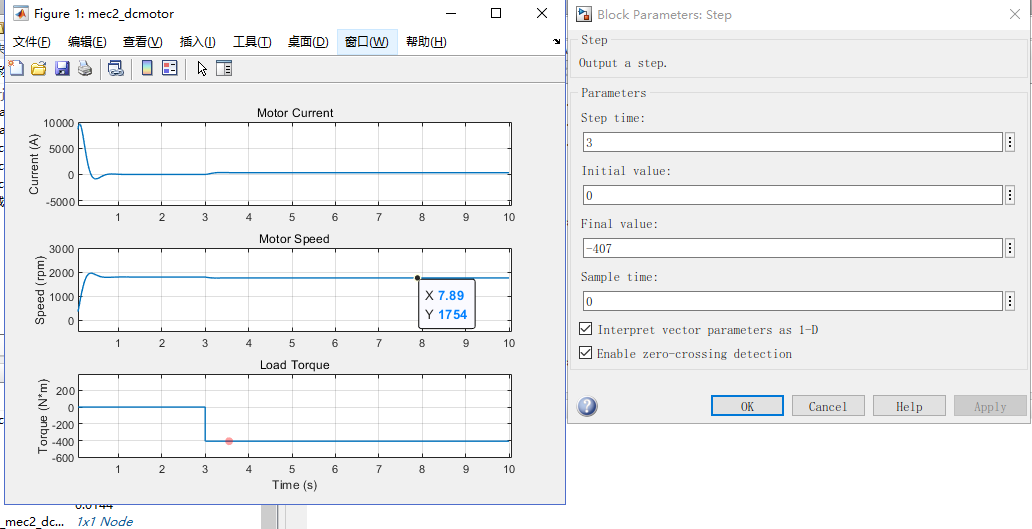 Figure 1: mec2_dcmotor
文件(F) 编辑(E) 查看(V) 插入(I) 工具(T) 桌面(D) 窗口(W) 帮助(H)
Motor Current
Current (A)
10000
5000
0
-5000
1 2 3 4 5 6 7 8 9 10
Motor Speed
Speed (rpm)
3000
2000
1000
0
X 7.89
Y 1754
1 2 3 4 5 6 7 8 9 10
Load Torque
Torque (N*m)
200
0
-200
-400
-600
1 2 3 4 5 6 7 8 9 10
Time (s)
_mec2_dc... 1x1 Node
Block Parameters: Step
Step
Output a step.
Parameters
Step time:
3
Initial value:
0
Final value:
-407
Sample time:
0
Interpret vector parameters as 1-D
Enable zero-crossing detection
OK Cancel Help Apply